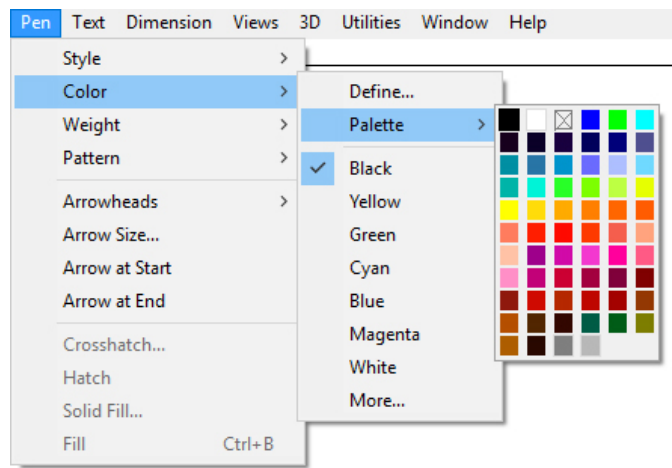 Pen Text Dimension Views 3D Utilities Window Help
Style
Color
Weight
Pattern
Arrowheads
Arrow Size...
Arrow at Start
Arrow at End
Crosshatch...
Hatch
Solid Fill...
Fill Ctrl+B
Define...
Palette
Black
Yellow
Green
Cyan
Blue
Magenta
White
More...